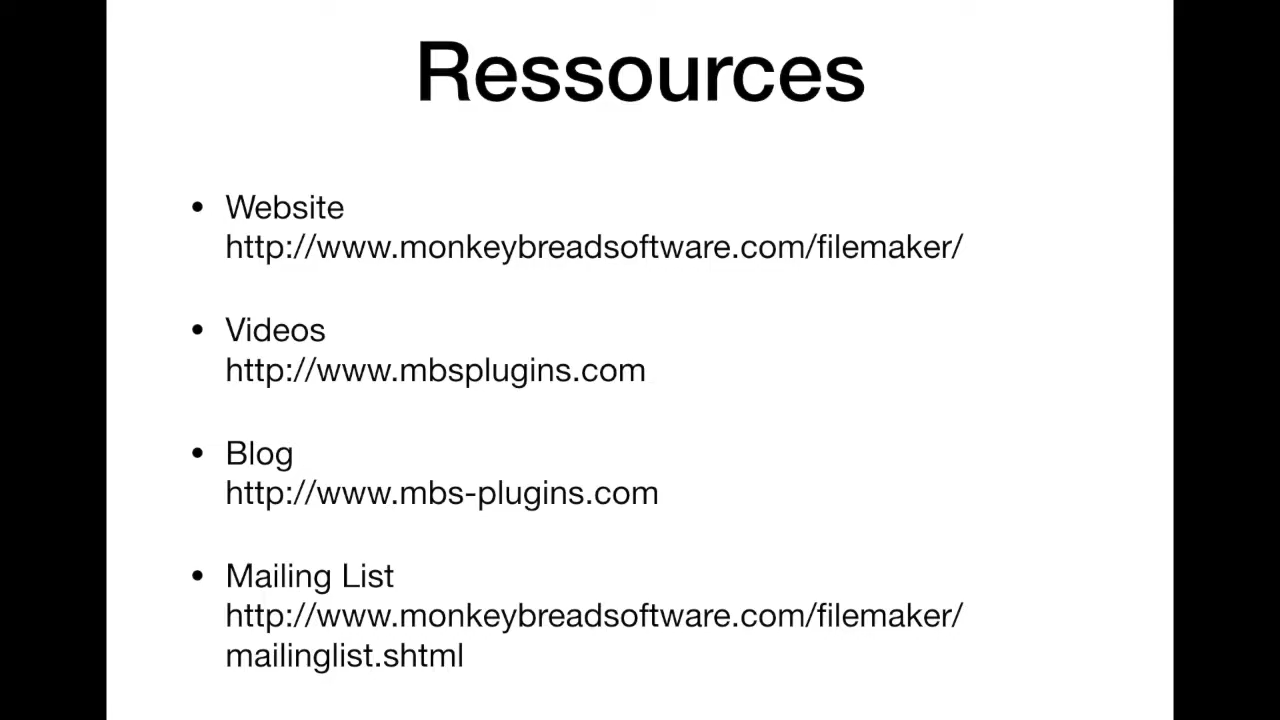 Ressources
• Website
http://www.monkeybreadsoftware.com/filemaker/
• Videos
http://www.mbsplugins.com
• Blog
http://www.mbs-plugins.com
• Mailing List
http://www.monkeybreadsoftware.com/filemaker/
mailinglist.shtml